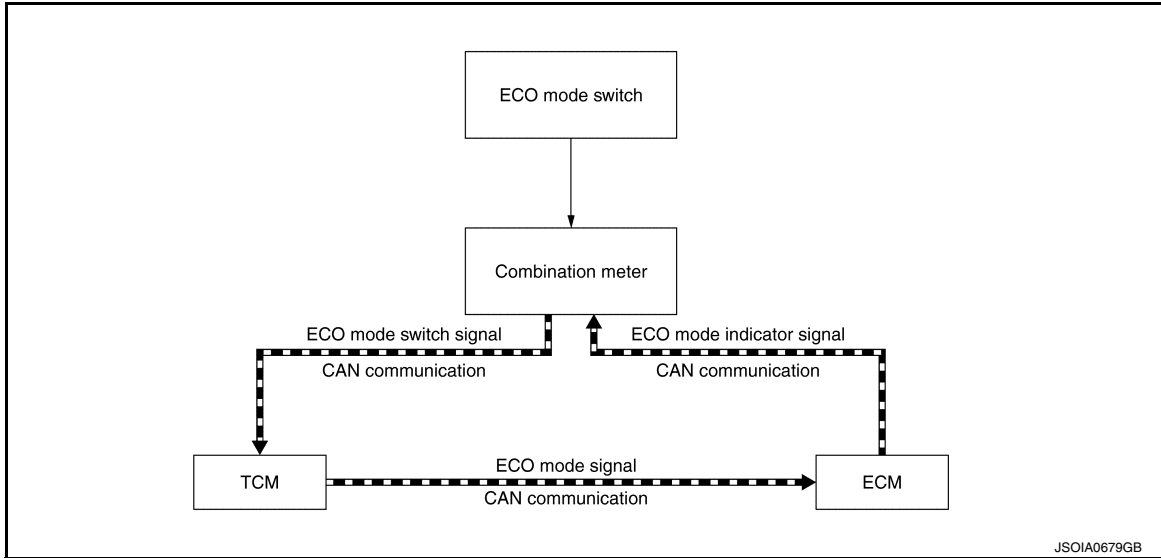 ECO mode switch
Combination meter
ECO mode switch signal
CAN communication
ECO mode indicator signal
CAN communication
TCM
ECO mode signal
CAN communication
ECM
JSOIA0679GB